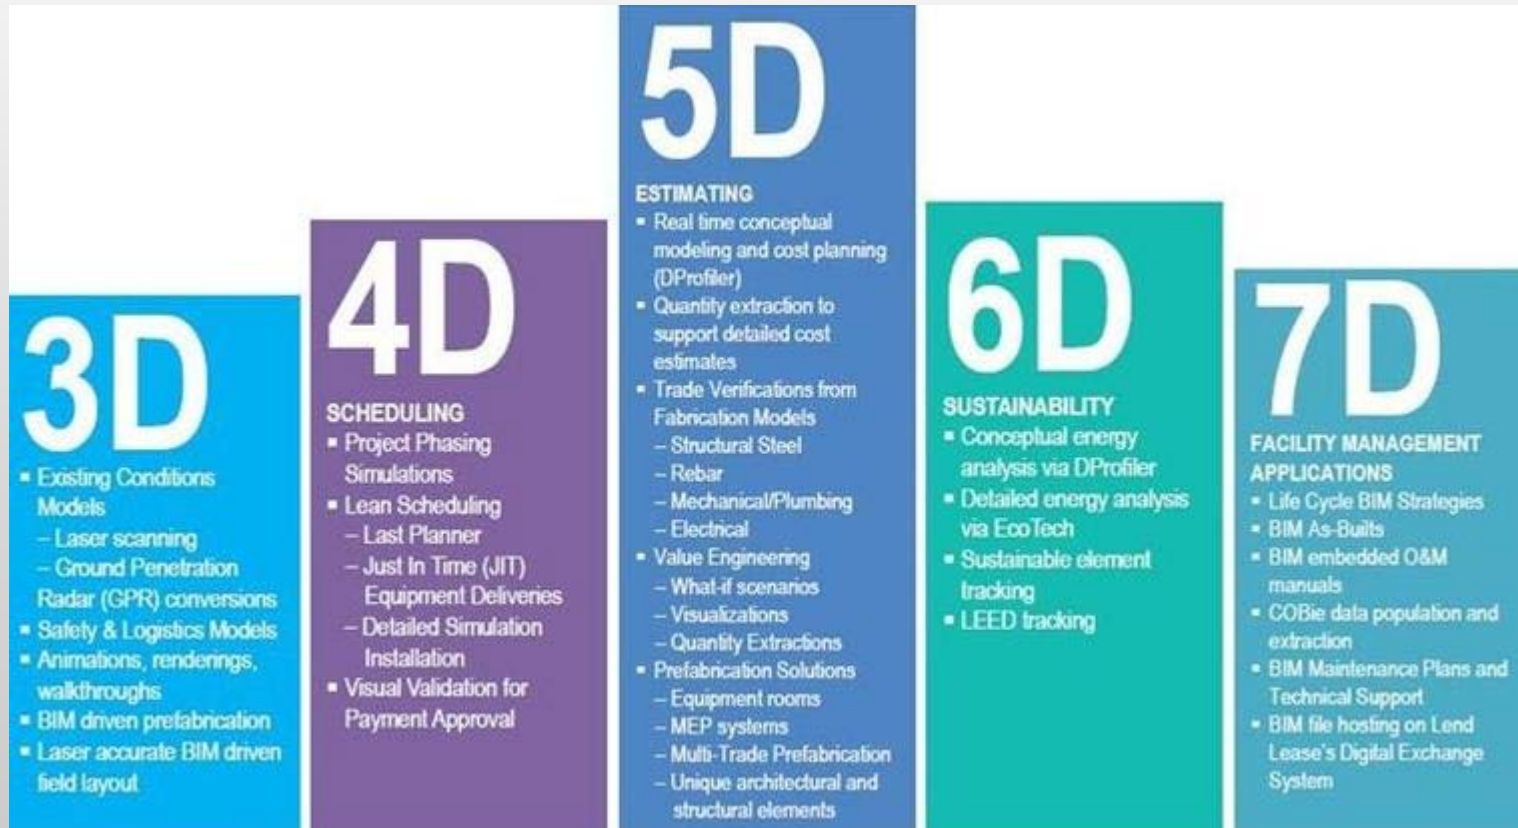 3D
▪ Existing Conditions
Models
– Laser scanning
– Ground Penetration
Radar (GPR) conversions
▪ Safety & Logistics Models
▪ Animations, renderings,
walkthroughs
▪ BIM driven prefabrication
▪ Laser accurate BIM driven
field layout
4D
SCHEDULING
▪ Project Phasing
Simulations
▪ Lean Scheduling
– Last Planner
– Just In Time (JIT)
Equipment Deliveries
– Detailed Simulation
Installation
▪ Visual Validation for
Payment Approval
5D
ESTIMATING
▪ Real time conceptual
modeling and cost planning
(DProfiler)
▪ Quantity extraction to
support detailed cost
estimates
▪ Trade Verifications from
Fabrication Models
– Structural Steel
– Rebar
– Mechanical/Plumbing
– Electrical
▪ Value Engineering
– What-if scenarios
– Visualizations
– Quantity Extractions
▪ Prefabrication Solutions
– Equipment rooms
– MEP systems
– Multi-Trade Prefabrication
– Unique architectural and
structural elements
6D
SUSTAINABILITY
▪ Conceptual energy
analysis via DProfiler
▪ Detailed energy analysis
via EcoTech
▪ Sustainable element
tracking
▪ LEED tracking
7D
FACILITY MANAGEMENT
APPLICATIONS
▪ Life Cycle BIM Strategies
▪ BIM As-Builts
▪ BIM embedded O&M
manuals
▪ COBie data population and
extraction
▪ BIM Maintenance Plans and
Technical Support
▪ BIM file hosting on Lend
Lease's Digital Exchange
System